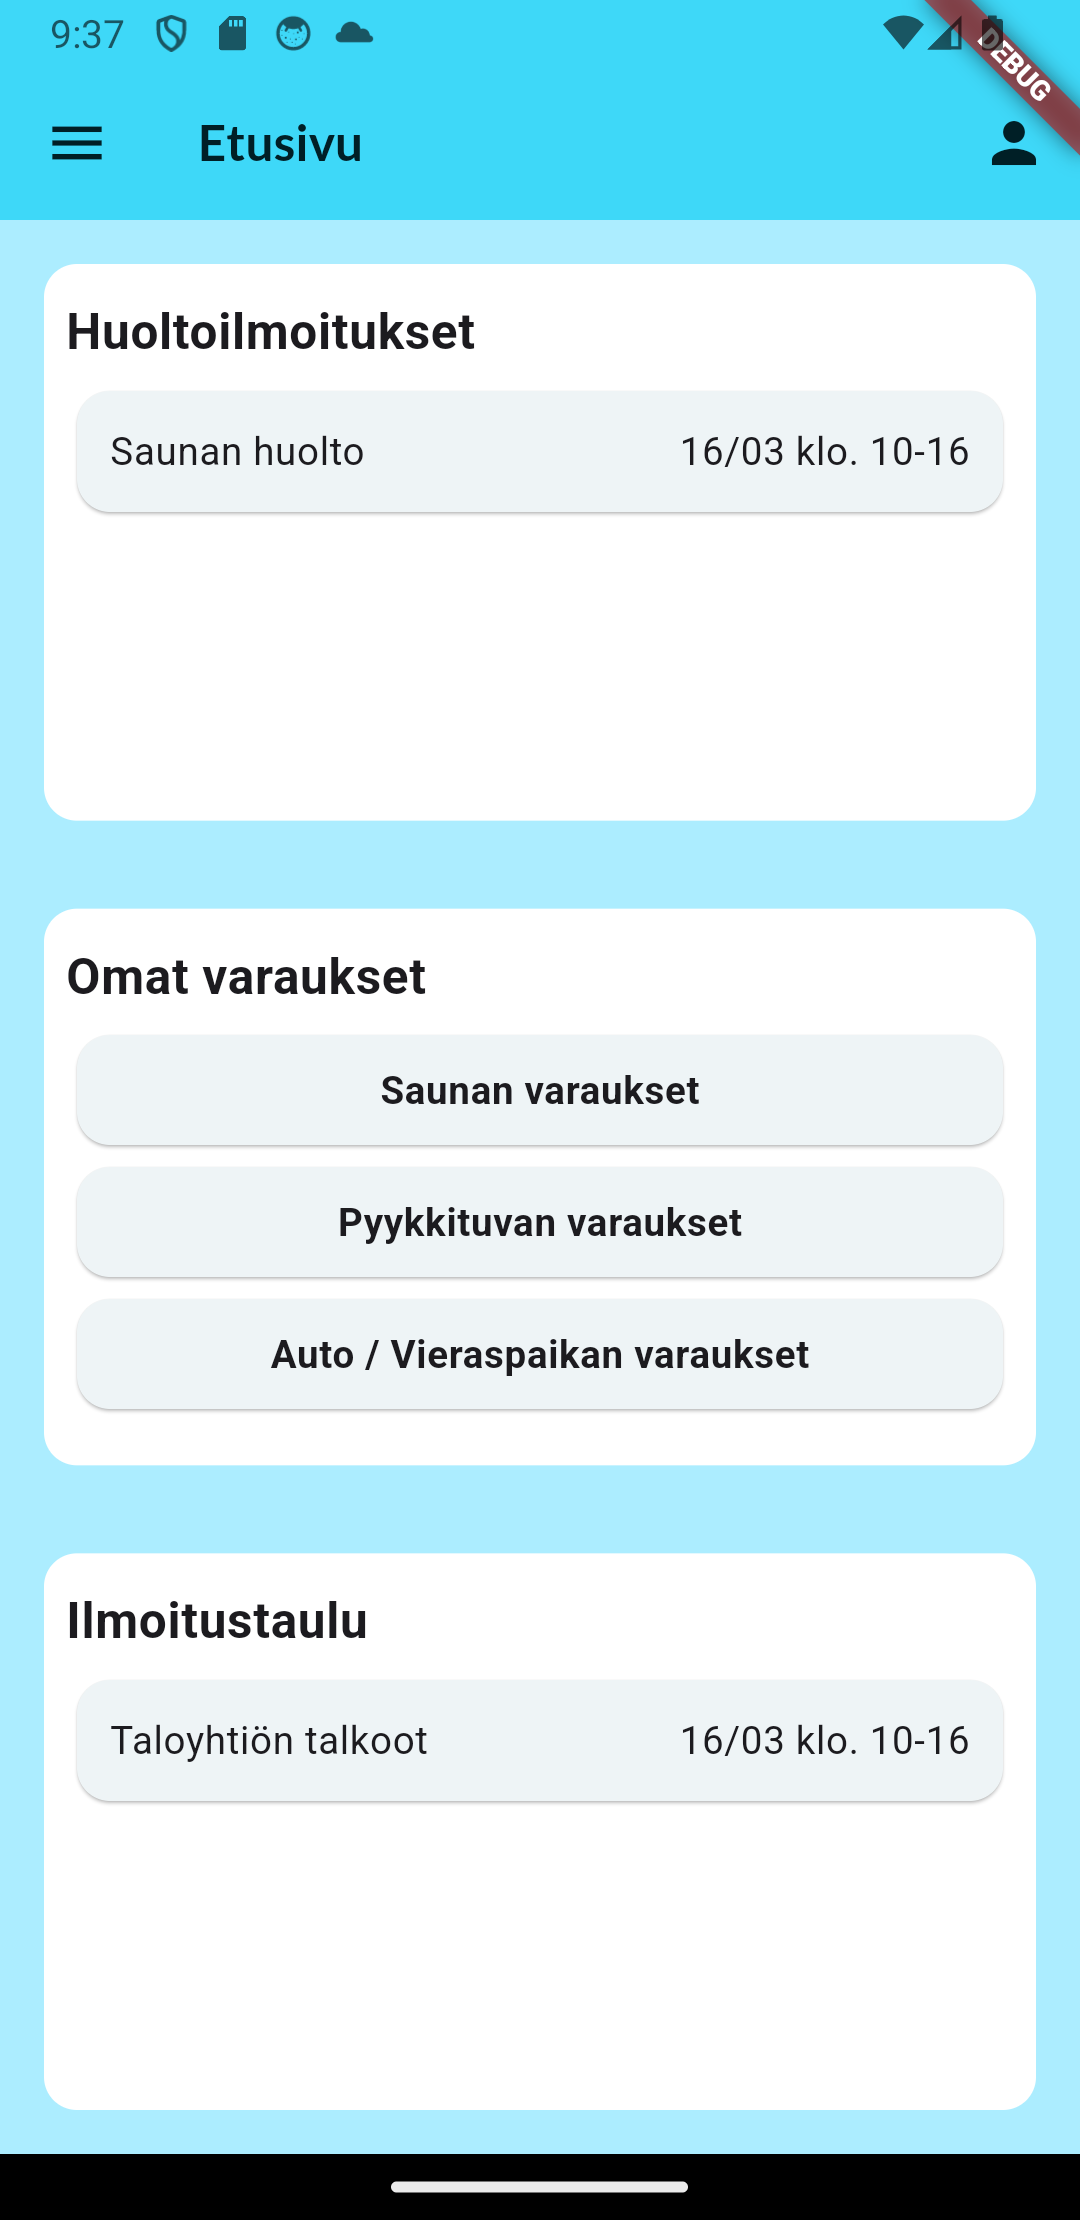 9:37
DEBUG
Etusivu
Huoltoilmoitukset
Saunan huolto 16/03 klo. 10-16
Omat varaukset
Saunan varaukset
Pyykkituvan varaukset
Auto / Vieraspaikan varaukset
Ilmoitustaulu
Taloyhtiön talkoot 16/03 klo. 10-16